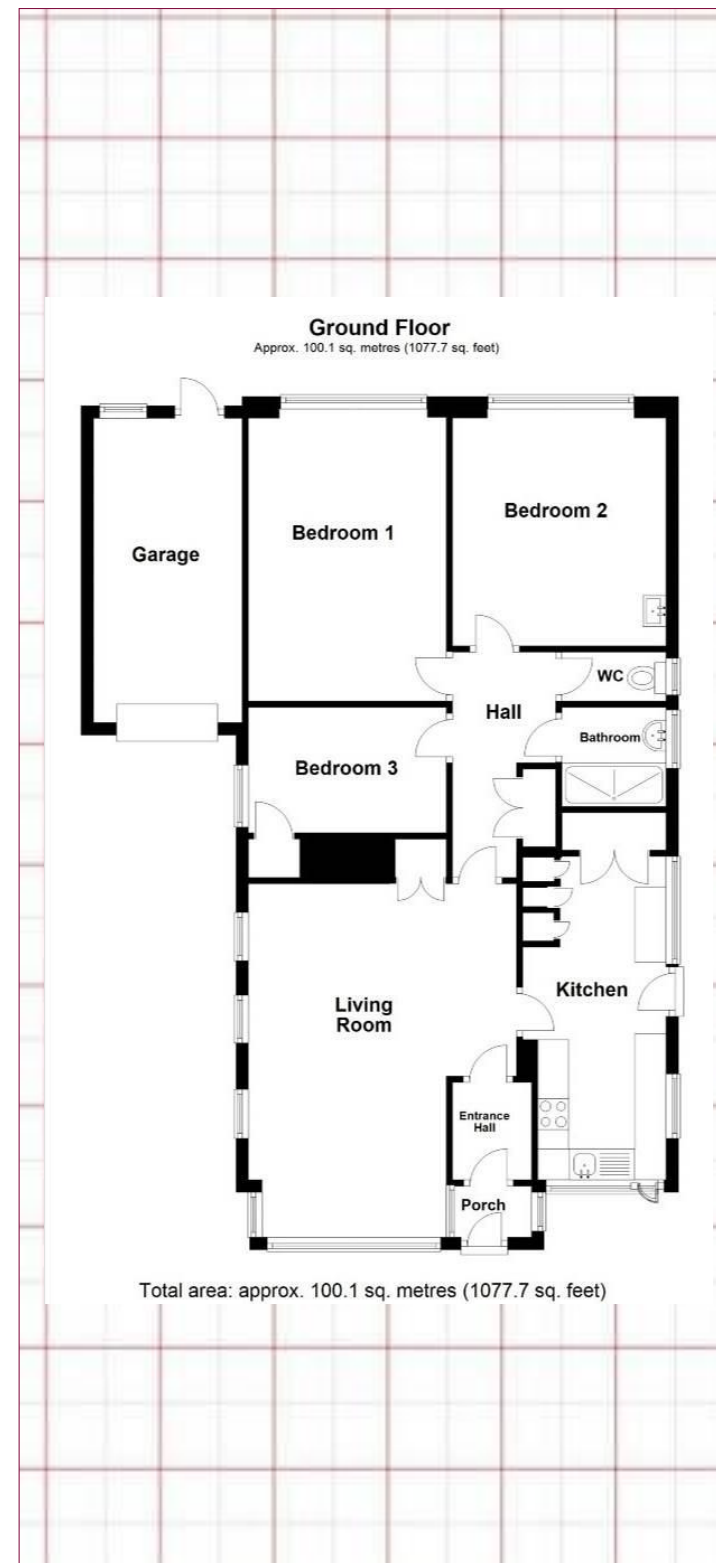 Ground Floor
Approx. 100.1 sq. metres (1077.7 sq. feet)
Bedroom 2
Bedroom 1
Garage
WC
Hall
Bathroom
Bedroom 3
Kitchen
Living
Room
Entrance
Hall
Porch
Total area: approx. 100.1 sq. metres (1077.7 sq. feet)